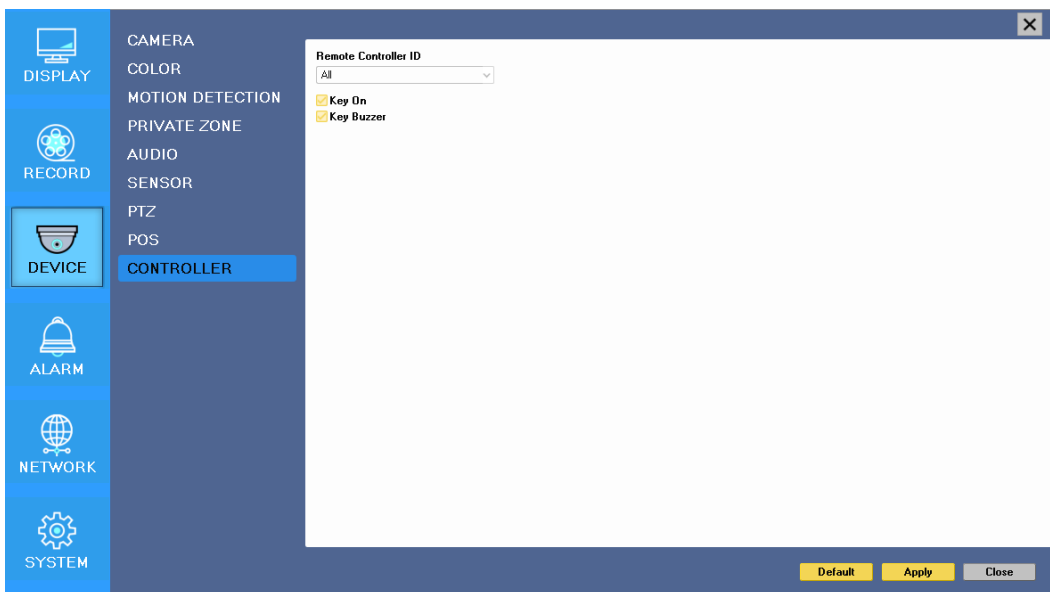 DISPLAY
RECORD
DEVICE
ALARM
NETWORK
SYSTEM
CAMERA
COLOR
MOTION DETECTION
PRIVATE ZONE
AUDIO
SENSOR
PTZ
POS
CONTROLLER
Remote Controller ID
All
Key On
Key Buzzer
Default
Apply
Close